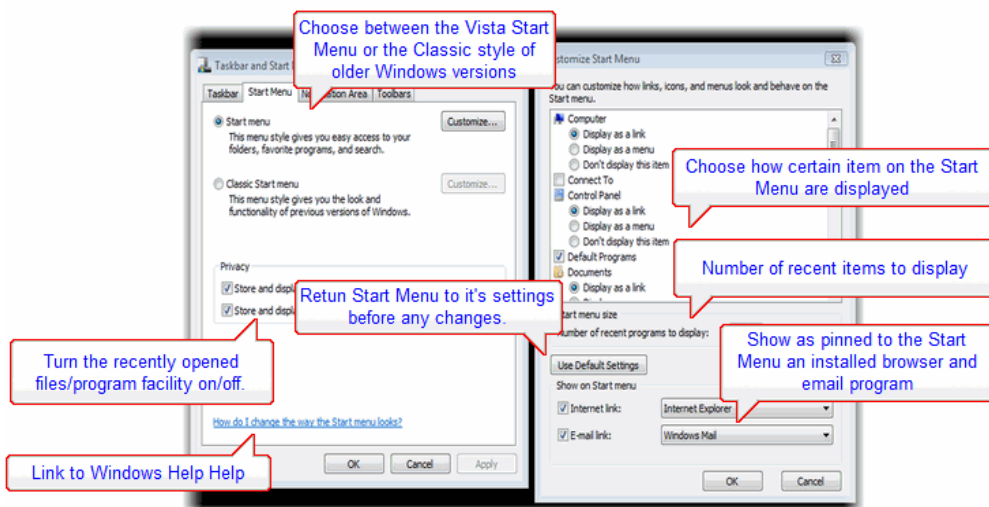 Choose between the Vista Start
Menu or the Classic style of
older Windows versions
Taskbar and Start
Taskbar
Start Menu
Area
Toolbars
Start menu
Customize...
This menu style gives you easy access to your
folders, favorite programs, and search.
Classic Start menu
Customize...
This menu style gives you the look and
functionality of previous versions of Windows.
Privacy
Store and
Store and
Retun Start Menu to it's settings
before any changes.
Turn the recently opened
files/program facility on/off.
How do I change the way the Start menu looks?
Link to Windows Help Help
OK
Cancel
Apply
Customize Start Menu
You can customize how links, icons, and menus look and behave on the
Start menu.
Computer
Display as a link
Display as a menu
Don't display this item
Connect To
Control Panel
Display as a link
Display as a menu
Don't display this item
Default Programs
Documents
Display as a link
Choose how certain item on the Start
Menu are displayed
Number of recent items to display
Start menu size
Number of recent programs to display:
Show as pinned to the Start
Menu an installed browser and
email program
Use Default Settings
Show on Start menu
Internet link:
Internet Explorer
E-mail link:
Windows Mail
OK
Cancel